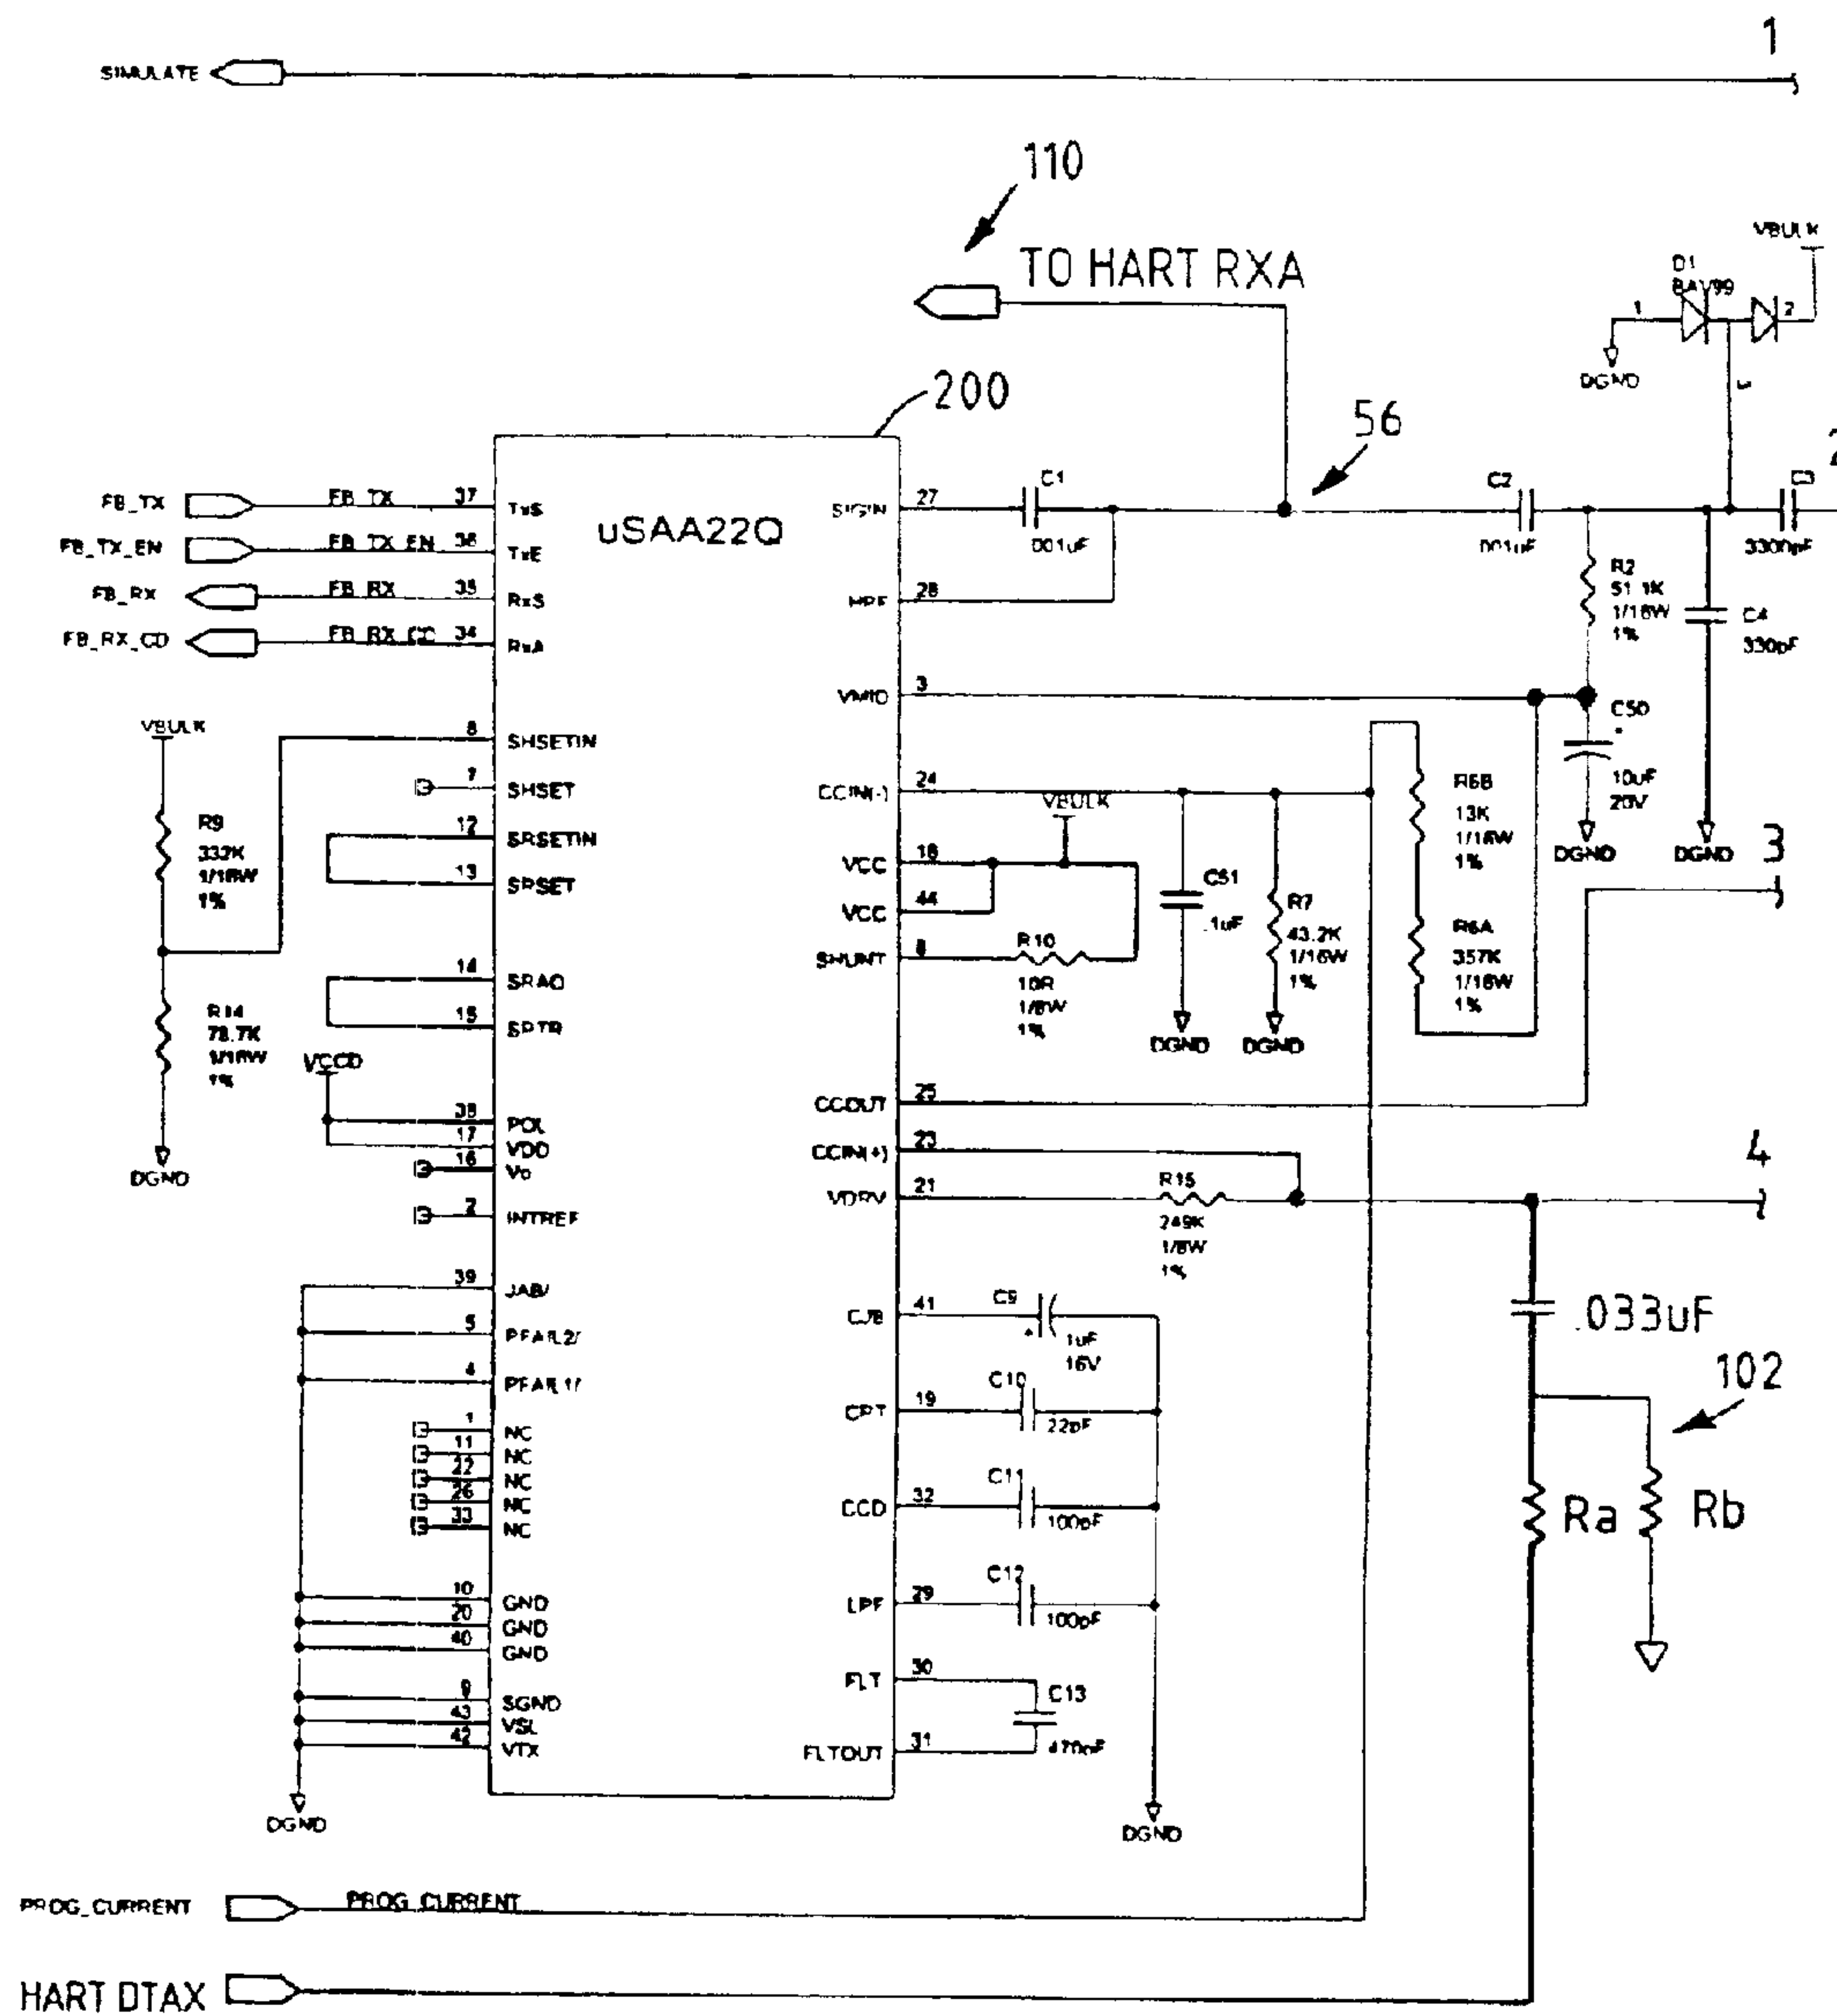 1
SIMULATE
110
TO HART RXA
VBULK
D1
BAV99
1
2
DGND
200
56
2
FB_TX
FB_TX
37
TxS
uSAA22Q
SIGIN
27
C1
.001uF
C2
.001uF
C3
3300pF
FB_TX_EN
FB_TX_EN
36
TxE
FB_RX
FB_RX
35
RxS
HPF
28
FB_RX_CD
34
RxA
R2
51.1K
1/16W
1%
C4
330pF
VMID
3
C50
10uF
20V
DGND
DGND
3
VBULK
8
SHSETIN
7
SHSET
CCIN(-)
24
VBULK
R6B
13K
1/16W
1%
R9
332K
1/16W
1%
12
SRSETIN
13
SRSET
VCC
18
VCC
44
SHUNT
R10
10R
1/8W
1%
C51
.1uF
R7
43.2K
1/16W
1%
R6A
357K
1/16W
1%
DGND
DGND
14
SRAO
15
SRTR
R14
78.7K
1/16W
1%
VCCD
38
POL
17
VDD
16
DGND
CCOUT
25
CCIN(+)
23
4
VDRV
21
R15
249K
1/8W
1%
2
INTREF
39
JAB/
5
PFAIL2/
4
PFAIL1/
CJB
41
C9
1uF
16V
.033uF
102
CRT
19
C10
22pF
1
NC
11
NC
22
NC
26
NC
33
NC
CCD
32
C11
100pF
Ra
Rb
10
GND
20
GND
40
GND
LPF
29
C12
100pF
9
SGND
43
VSL
42
VTX
FLT
30
C13
470pF
FLTOUT
31
DGND
DGND
PROG_CURRENT
PROG_CURRENT
HART DTAX